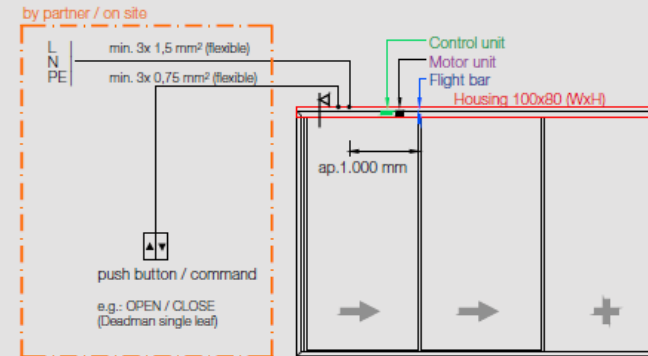 by partner / on site
L
N
PE
min. 3x 1,5 mm² (flexible)
min. 3x 0,75 mm² (flexible)
Control unit
Motor unit
Flight bar
Housing 100x80 (WxH)
ap.1.000 mm
push button / command
e.g.: OPEN / CLOSE
(Deadman single leaf)